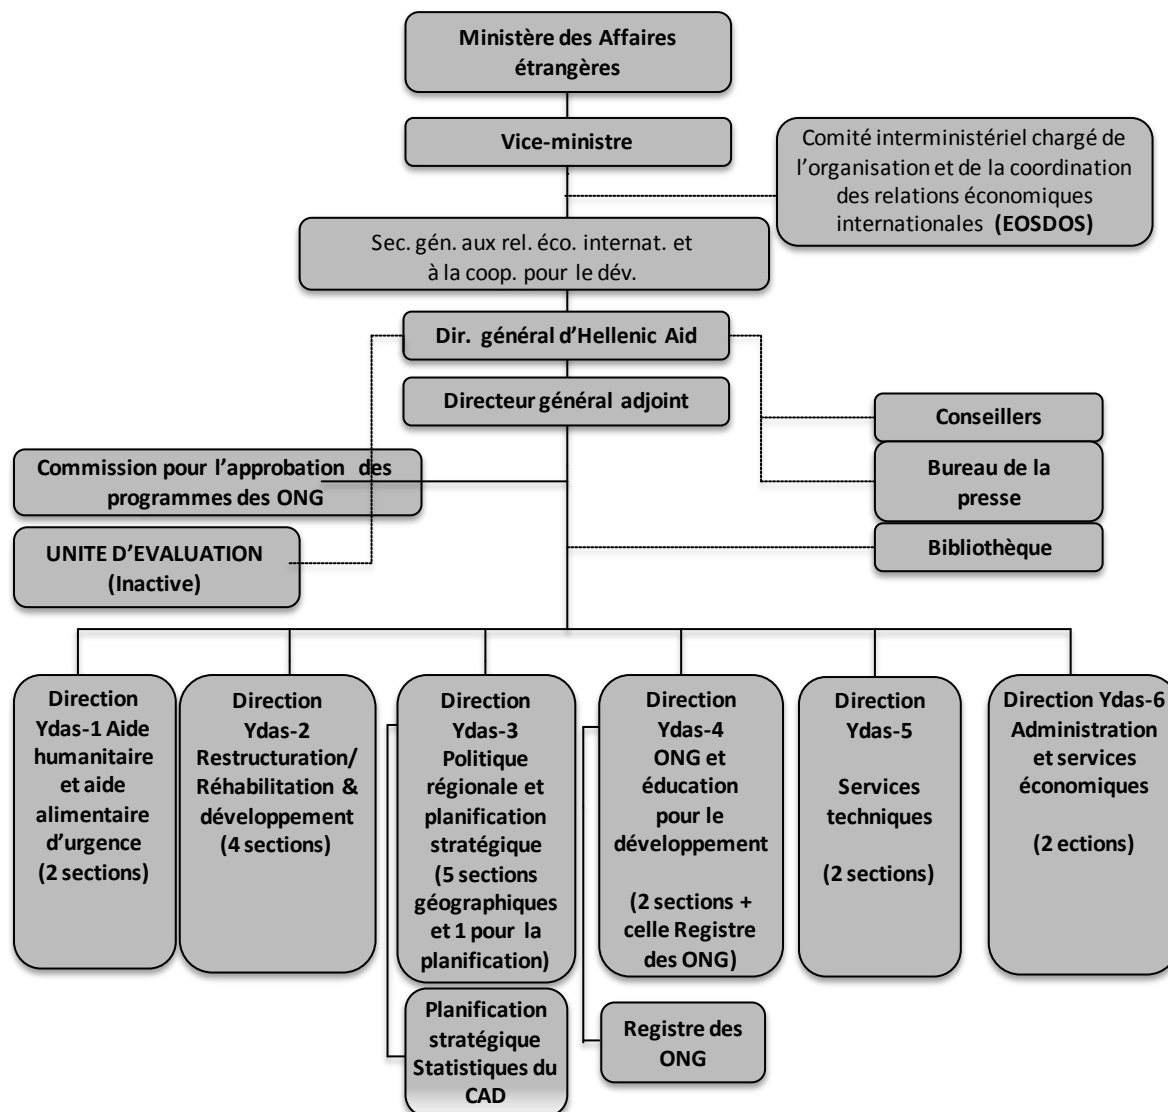 Ministère des Affaires
étrangères
Vice-ministre
Comité interministériel chargé de
l’organisation et de la coordination
des relations économiques
internationales (EOSDOS)
Sec. gén. aux rel. éco. internat. et
à la coop. pour le dév.
Dir. général d’Hellenic Aid
Directeur général adjoint
Conseillers
Bureau de la
presse
Bibliothèque
Commission pour l’approbation des
programmes des ONG
UNITE D’EVALUATION
(Inactive)
Direction
Ydas-1 Aide
humanitaire
et aide
alimentaire
d’urgence
(2 sections)
Direction
Ydas-2
Restructuration/
Réhabilitation &
développement
(4 sections)
Direction
Ydas-3
Politique
régionale et
planification
stratégique
(5 sections
géographiques
et 1 pour la
planification)
Direction
Ydas-4
ONG et
éducation
pour le
développement
(2 sections +
celle Registre
des ONG)
Direction
Ydas-5
Services
techniques
(2 sections)
Direction Ydas-6
Administration
et services
économiques
(2 ections)
Planification
stratégique
Statistiques du
CAD
Registre des
ONG